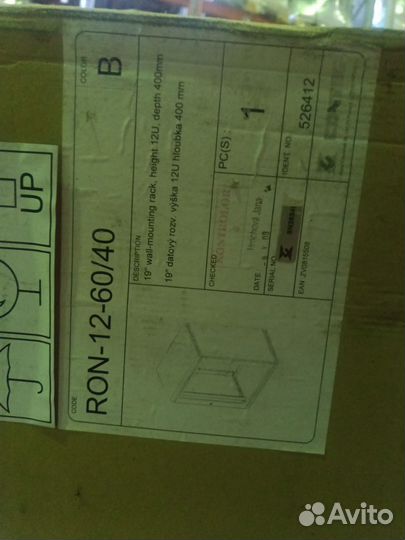 UP
CODE
RON-12-60/40
COLOR
B
DESCRIPTION
19" wall-mounting rack, height 12U, depth 400mm
19" datový rozv. výška 12U hloubka 400 mm
CHECKED
PC(S) :
1
DATE
SERIAL NO.
IDENT. NO.
526412
Avito